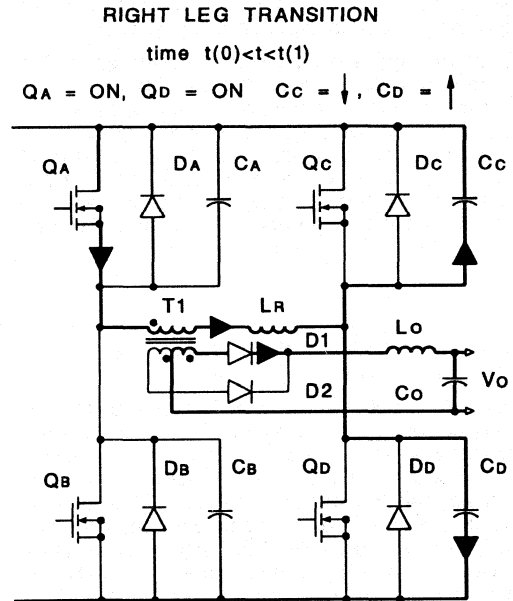 RIGHT LEG TRANSITION
time t(0)<t<t(1)
QA = ON, QD = ON CC = ↓, CD = ↑
QA DA CA QC DC CC
T1 LR
D1 LO
D2 CO VO
QB DB CB QD DD CD